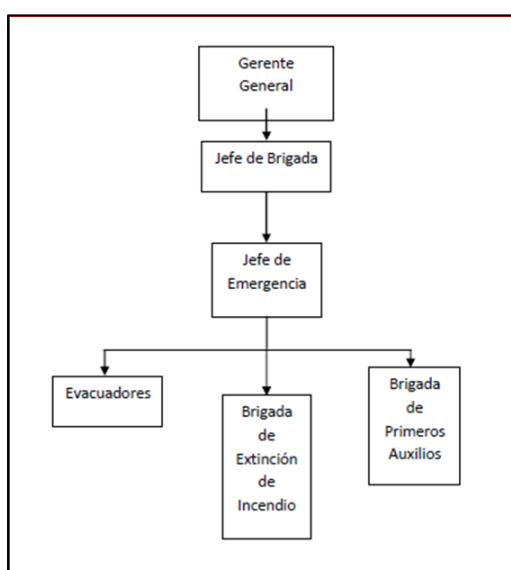 Gerente
General
Jefe de Brigada
Jefe de
Emergencia
Evacuadores
Brigada
de
Extinción
de
Incendio
Brigada
de
Primeros
Auxilios